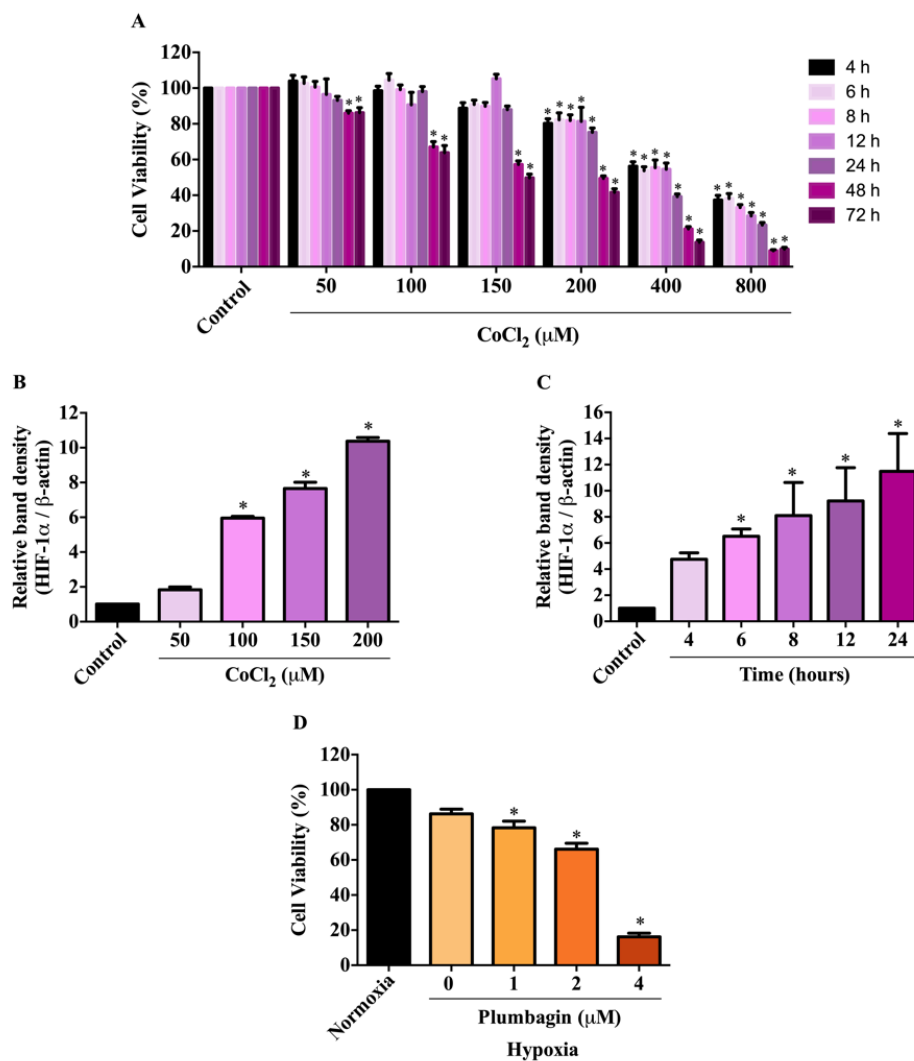 A
Cell Viability (%)
120
100
80
60
40
20
0
* * * * * * * * * * * * * * * * * * * * * * * * * * *
4 h
6 h
8 h
12 h
24 h
48 h
72 h
Control
50 100 150 200 400 800
CoCl₂ (μM)
B
Relative band density
(HIF-1α / β-actin)
12
10
8
6
4
2
0
* * *
Control
50 100 150 200
CoCl₂ (μM)
C
Relative band density
(HIF-1α / β-actin)
16
14
12
10
8
6
4
2
0
* * * *
Control
4 6 8 12 24
Time (hours)
D
Cell Viability (%)
120
100
80
60
40
20
0
* * *
Normoxia
0 1 2 4
Plumbagin (μM)
Hypoxia